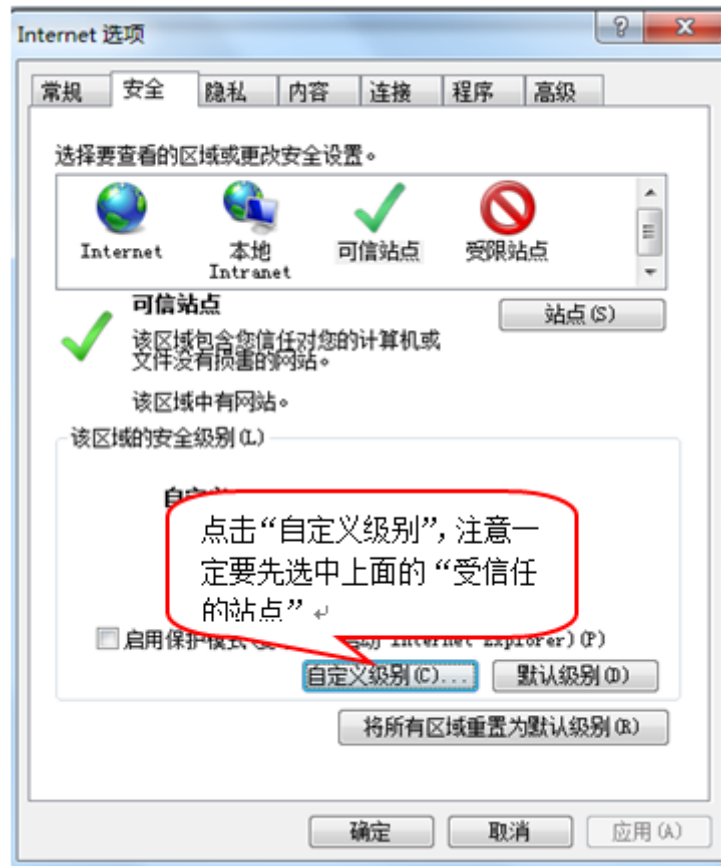 Internet 选项
常规 安全 隐私 内容 连接 程序 高级
选择要查看的区域或更改安全设置。
Internet 本地 Intranet 可信站点 受限站点
可信站点
站点(S)
该区域包含您信任对您的计算机或
文件没有损害的网站。
该区域中有网站。
该区域的安全级别(L)
点击“自定义级别”,注意一
定要先选中上面的“受信任
的站点”
启用保护模式 Internet Explorer)(P)
自定义级别(C)... 默认级别(D)
将所有区域重置为默认级别(R)
确定 取消 应用(A)